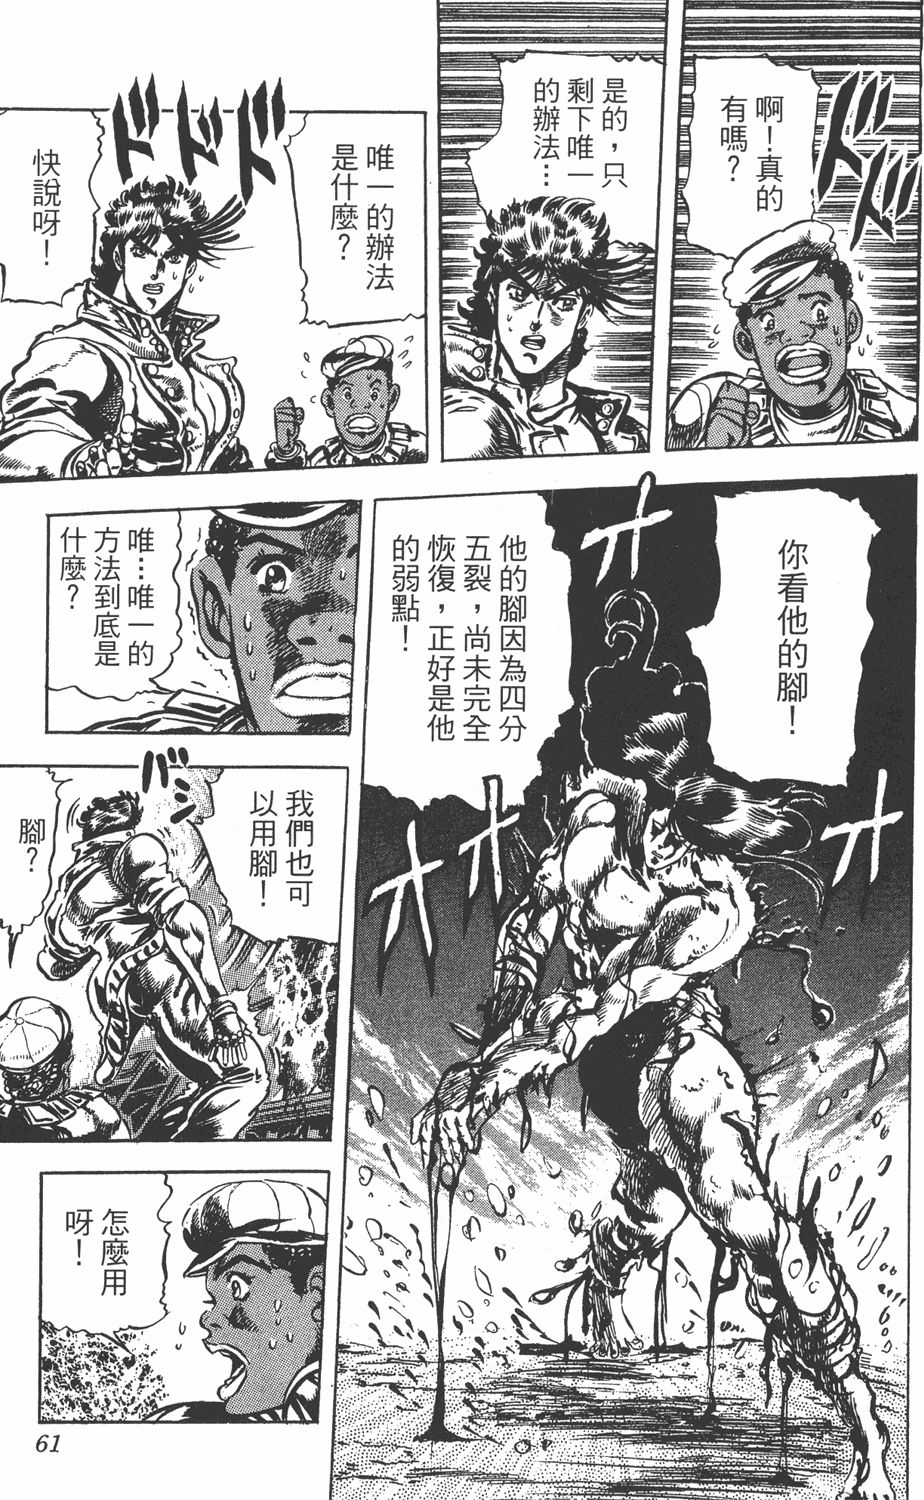 啊！真的
有嗎？
ドドド
是的，只
剩下唯一
的辦法…
唯一的辦法
是什麼？
ドドドド
快說呀！
你看他的腳！
他的腳因為四分
五裂，尚未完全
恢復，正好是他
的弱點！
オオオオ
唯…唯一的
方法到底是
什麼？
我們也可
以用腳！
バン
腳？
怎麼用
呀！
61